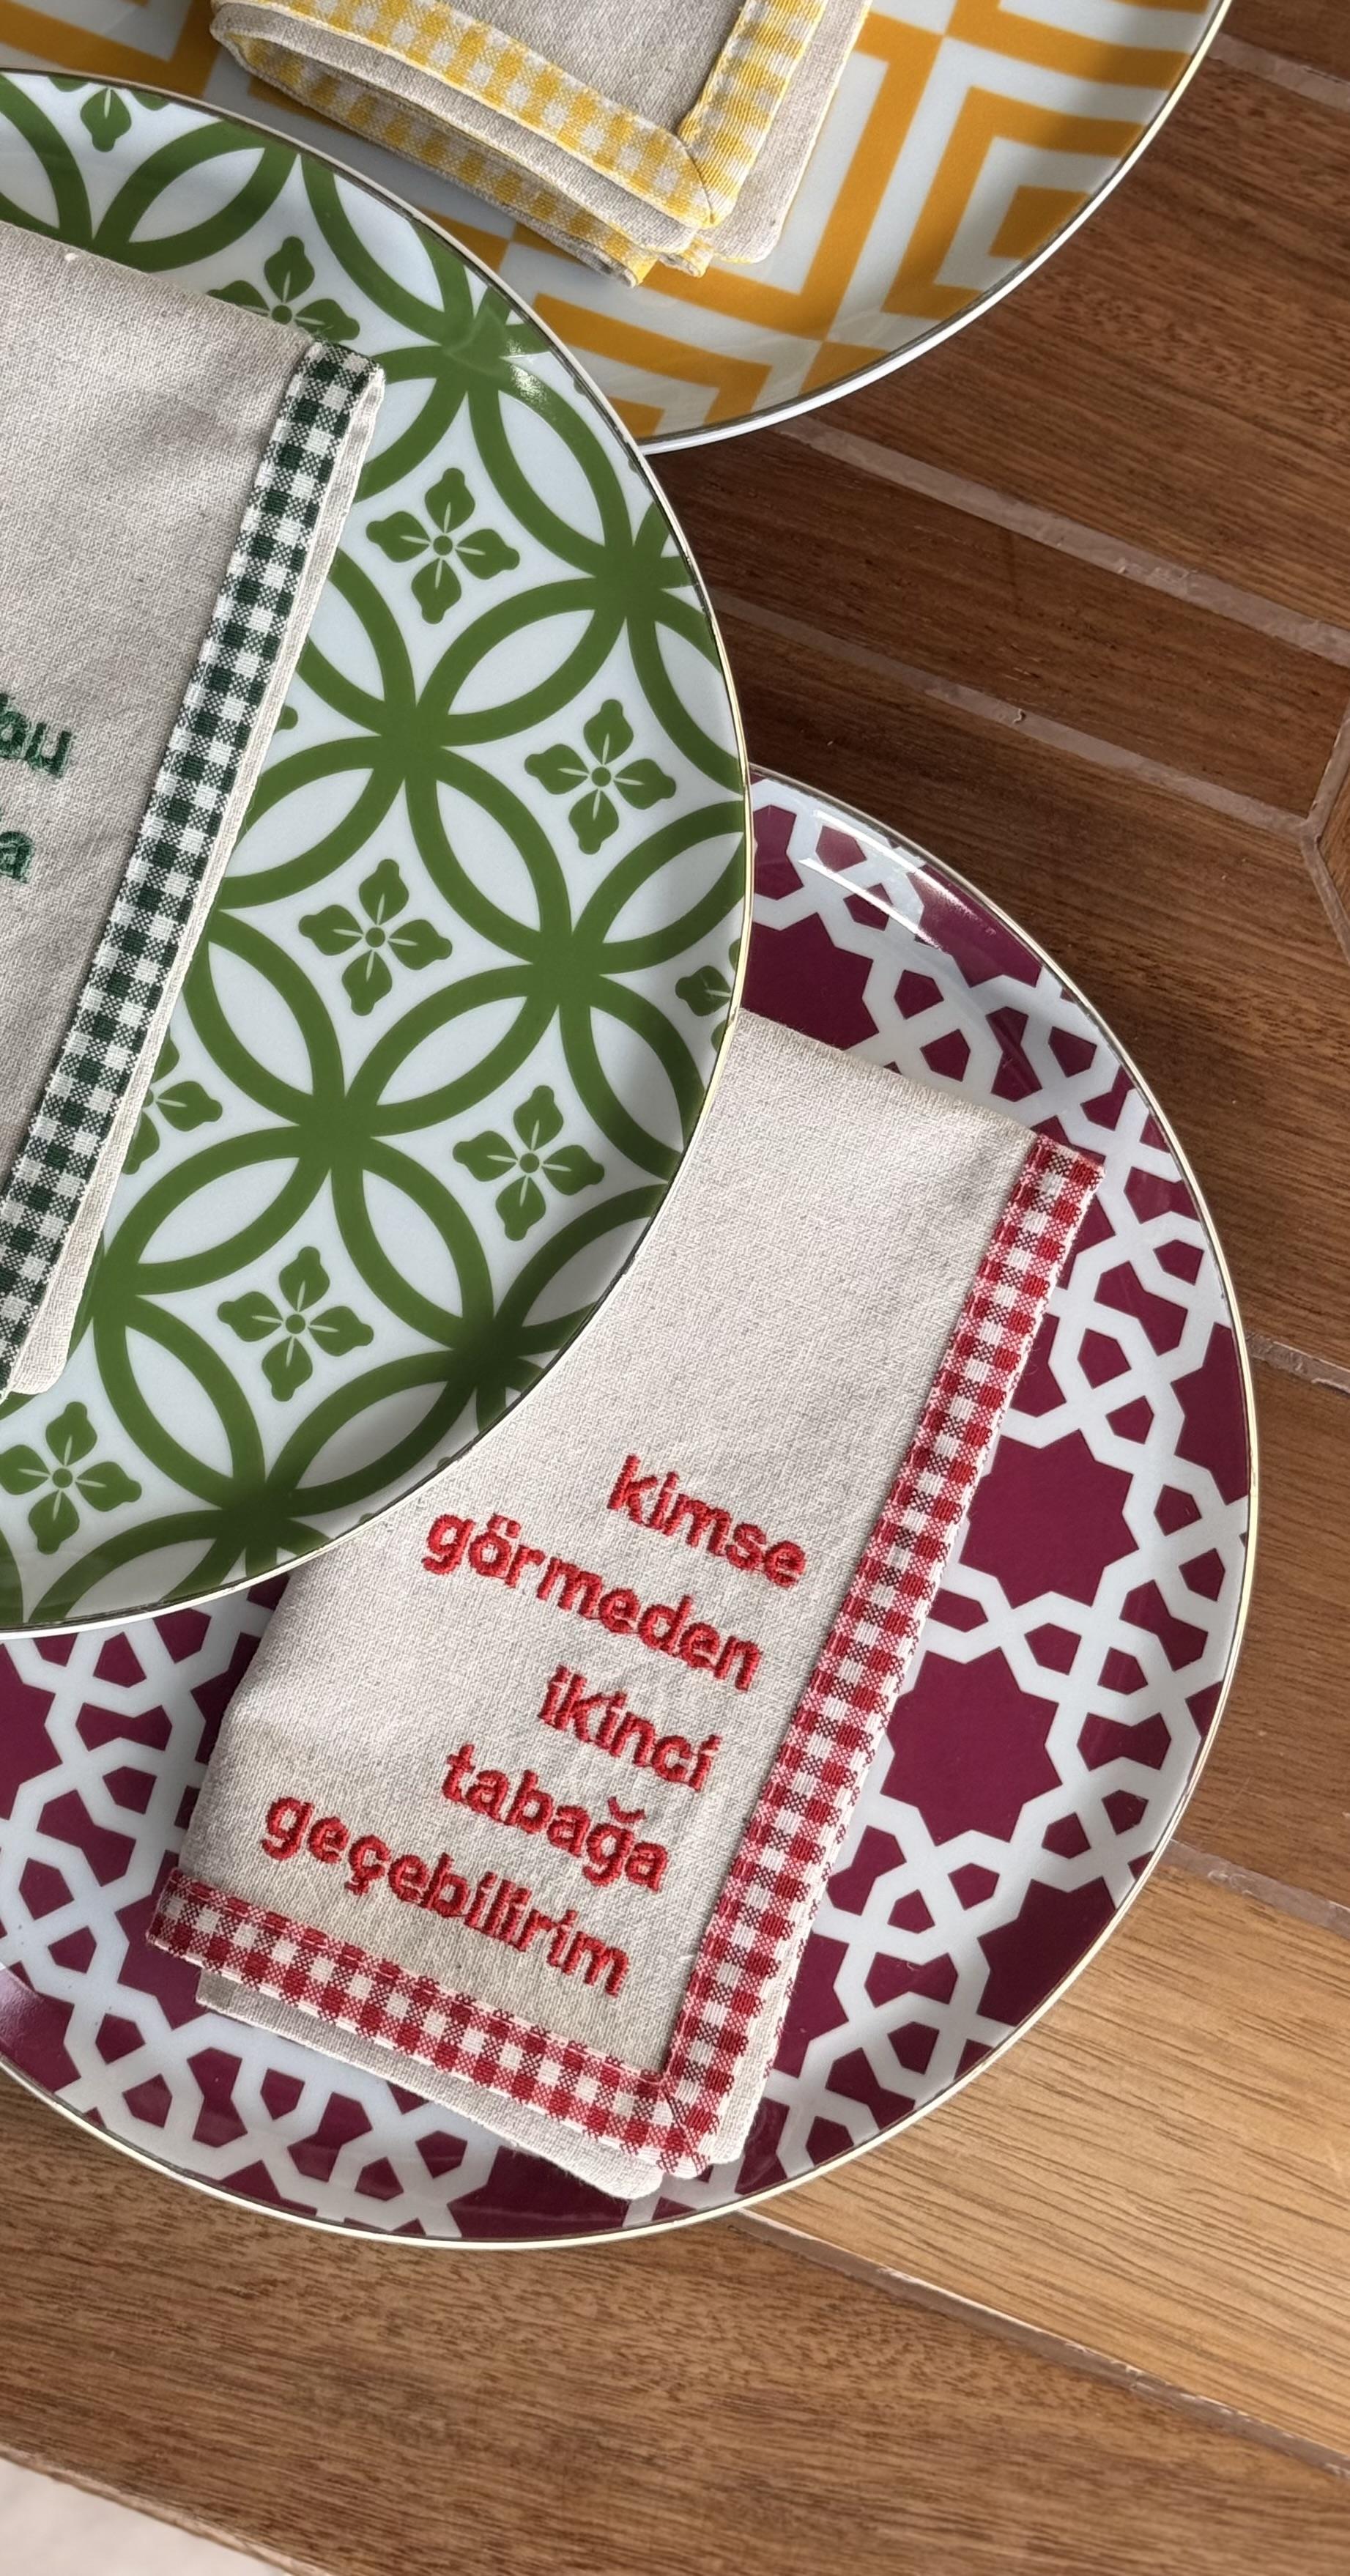 kimse
görmeden
ikinci
tabağa
geçebilirim